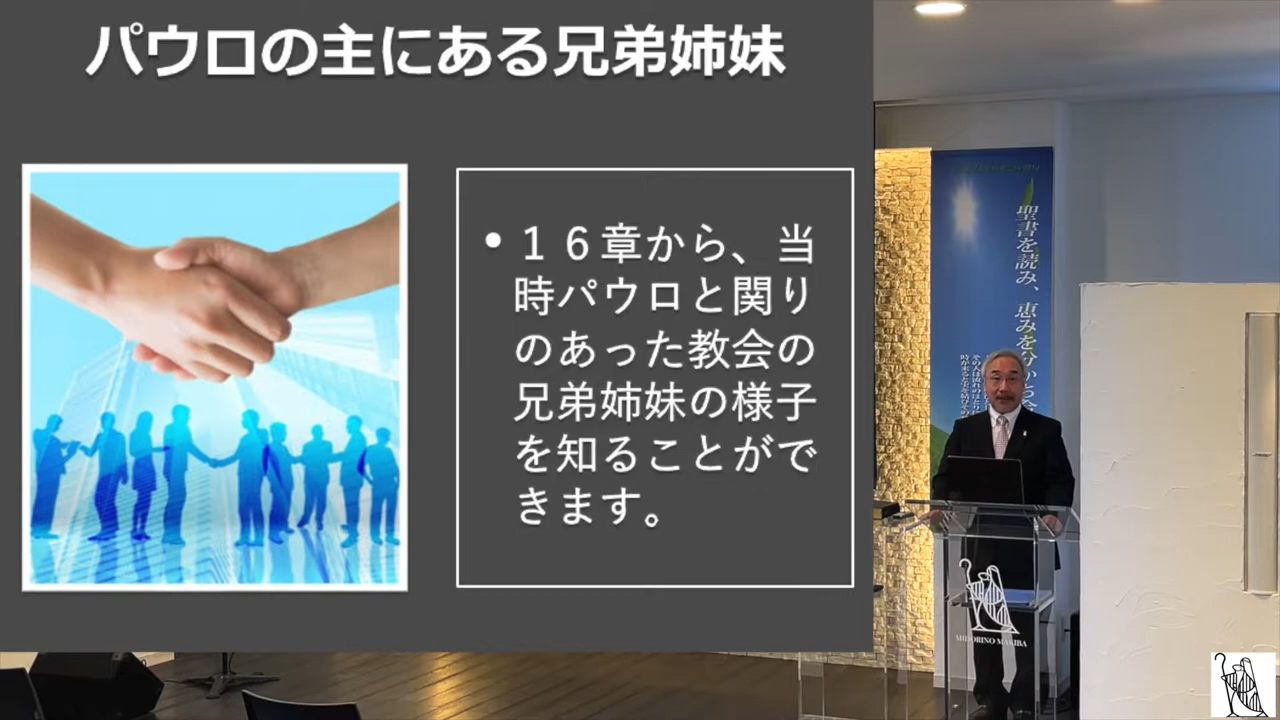 パウロの主にある兄弟姉妹
• １６章から、当
時パウロと関り
のあった教会の
兄弟姉妹の様子
を知ることがで
きます。
聖書を読み、恵みを分かち
MIDORINO MAKIBA